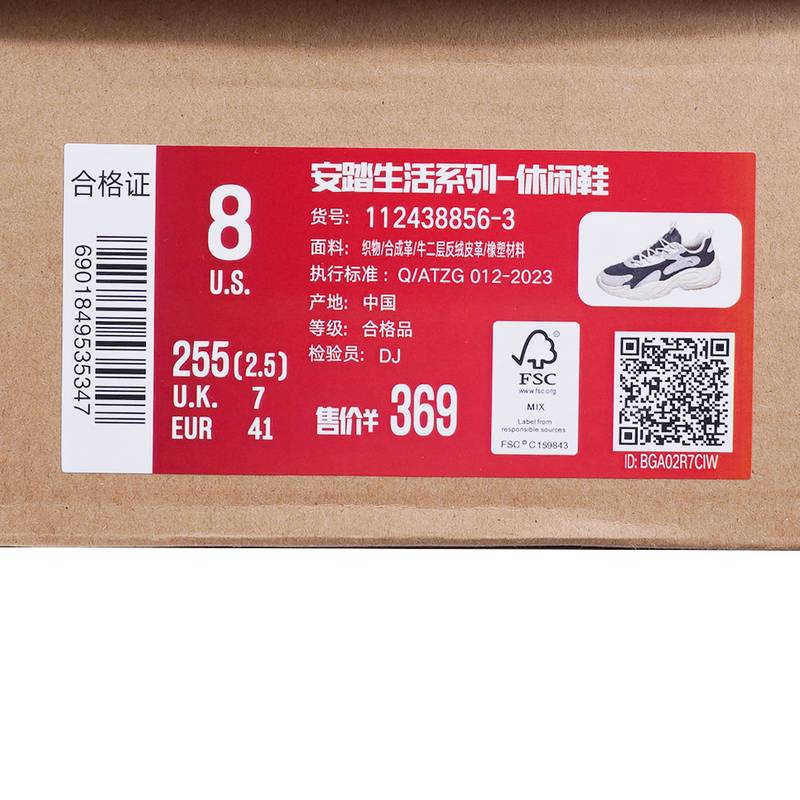 合格证
6901849535347
8
U.S.
255(2.5)
U.K. 7
EUR 41
安踏生活系列-休闲鞋
货号: 112438856-3
面料: 织物/合成革/牛二层反绒皮革/橡塑材料
执行标准: Q/ATZG 012-2023
产地: 中国
等级: 合格品
检验员: DJ
售价¥ 369
FSC
www.fsc.org
MIX
Label from
responsible sources
FSC® C159843
ID: BGA02R7CIW